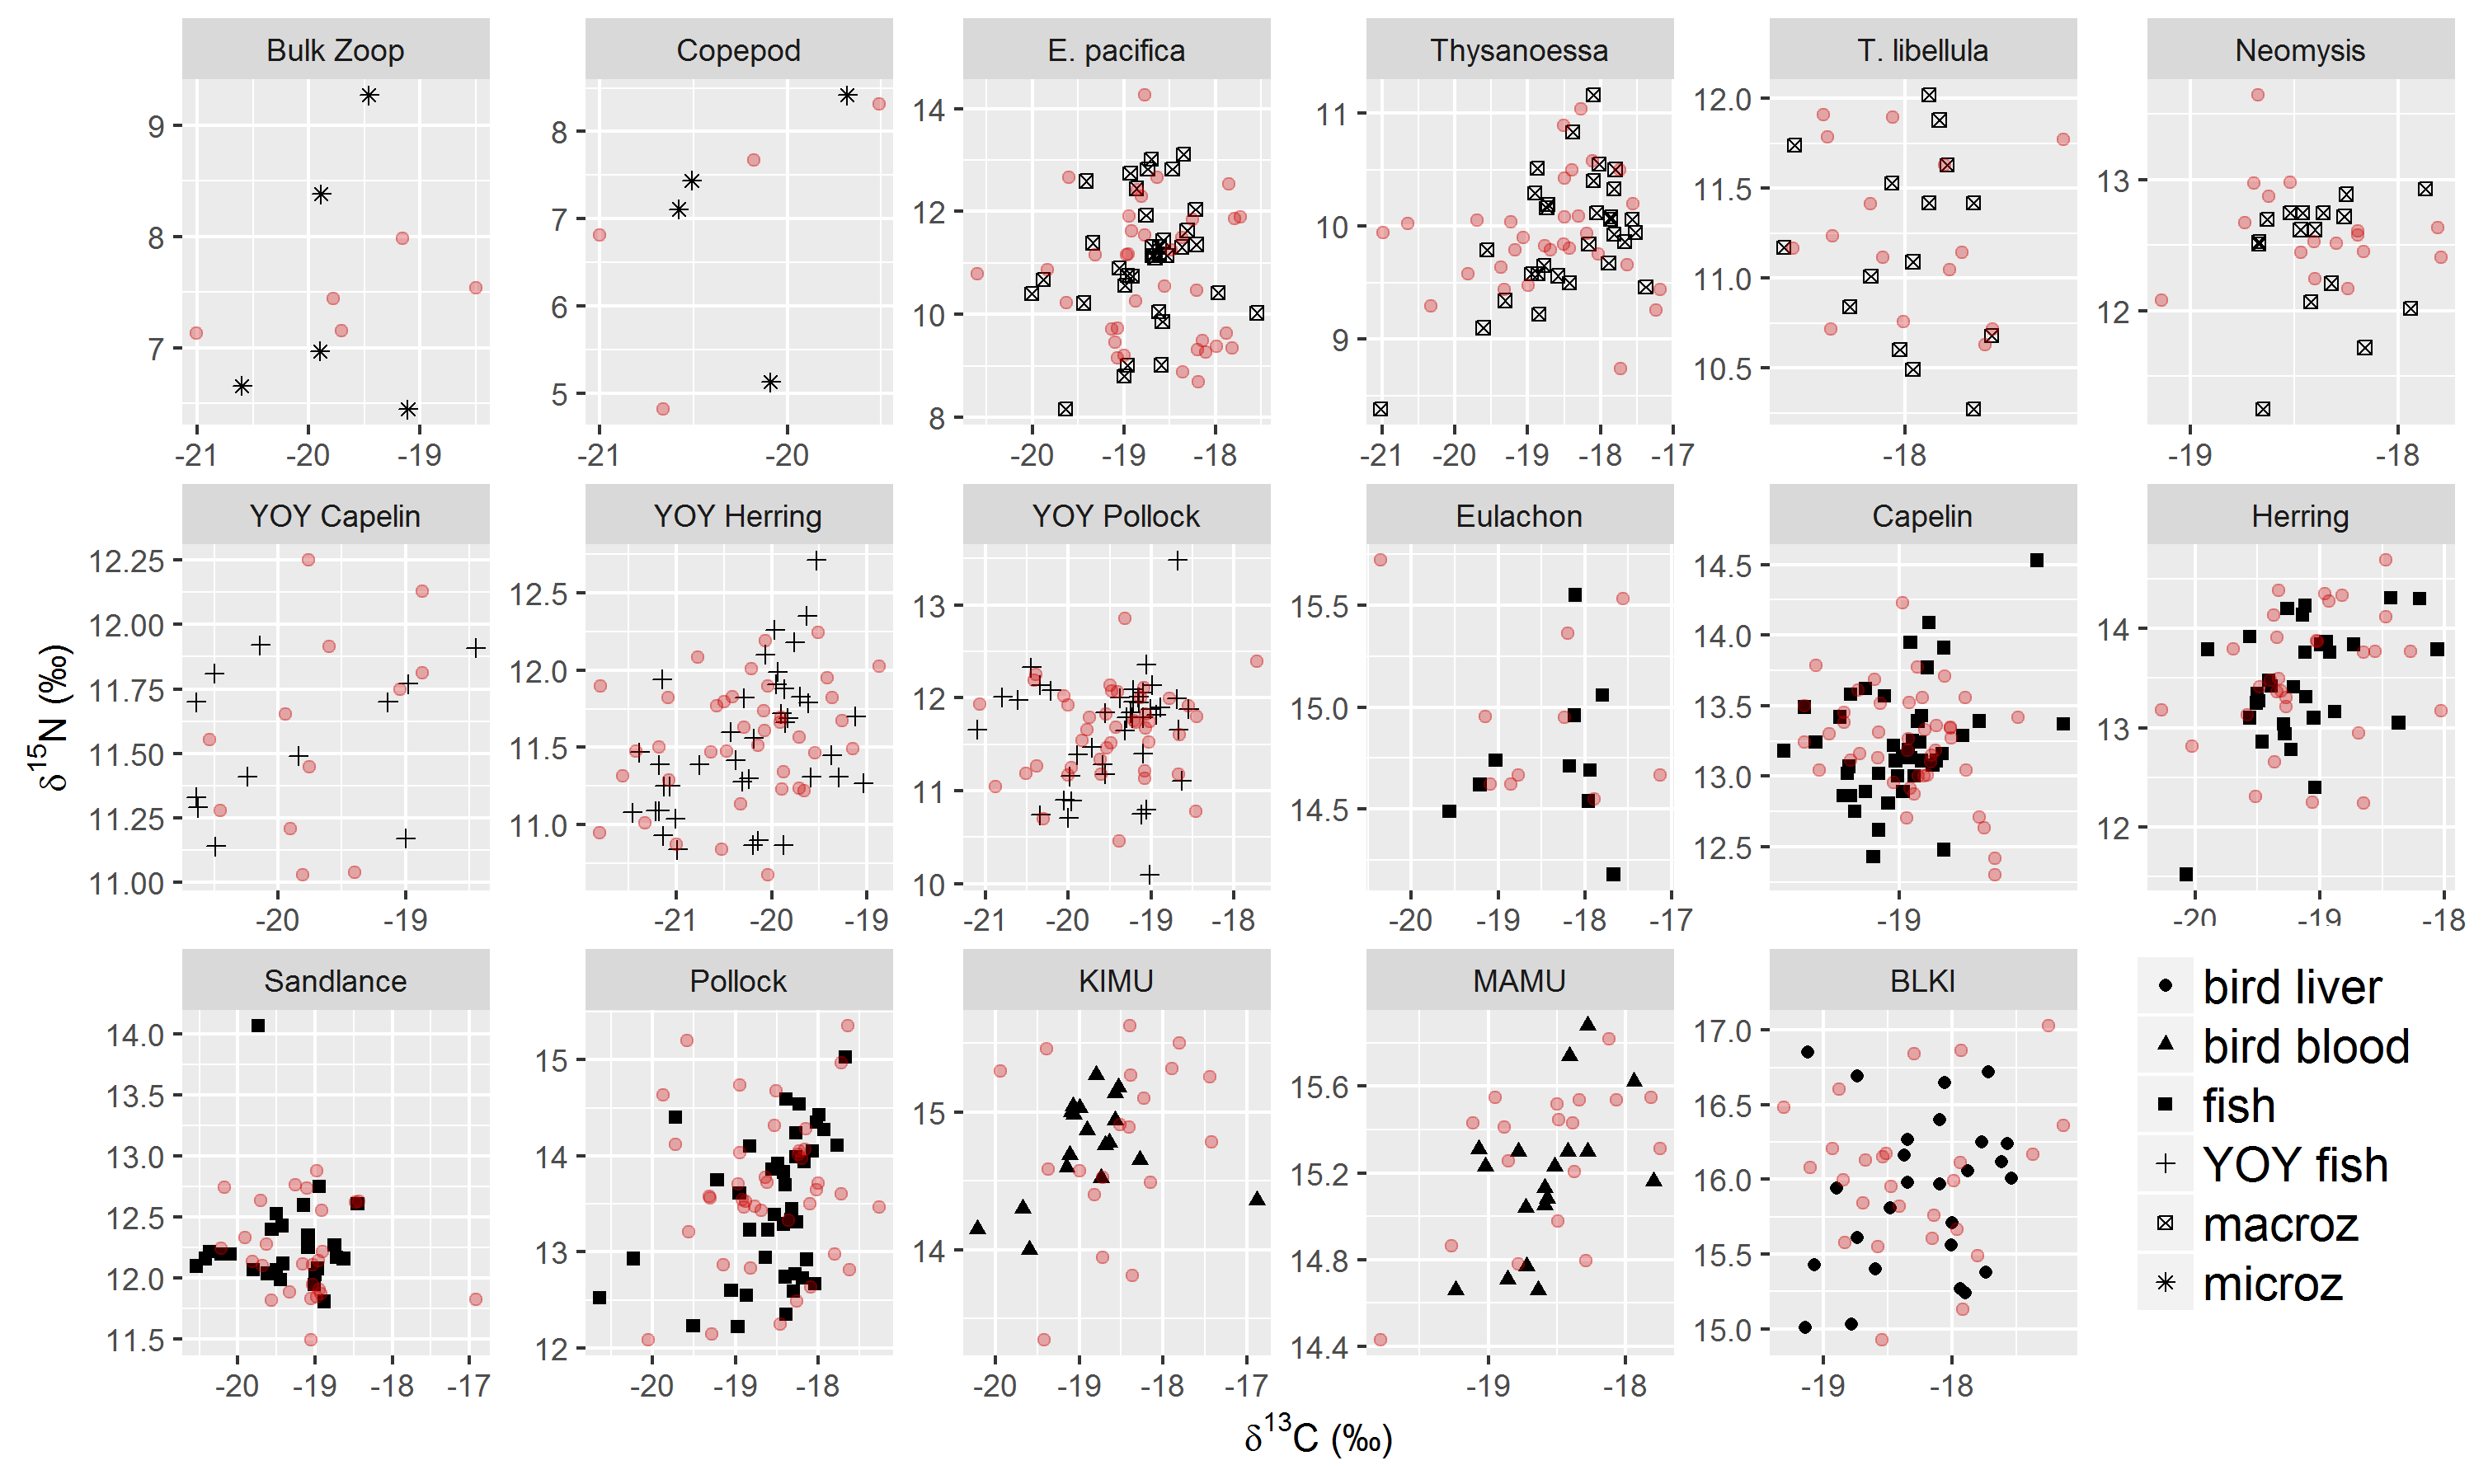 Bulk Zoop
Copepod
E. pacifica
Thysanoessa
T. libellula
Neomysis
9
8
7
-21 -20 -19
8
7
6
5
-21 -20
14
12
10
8
-20 -19 -18
11
10
9
-21 -20 -19 -18 -17
12.0
11.5
11.0
10.5
-18
13
12
-19 -18
YOY Capelin
YOY Herring
YOY Pollock
Eulachon
Capelin
Herring
12.25
12.00
11.75
11.50
11.25
11.00
-20 -19
12.5
12.0
11.5
11.0
-21 -20 -19
13
12
11
10
-21 -20 -19 -18
15.5
15.0
14.5
-20 -19 -18 -17
14.5
14.0
13.5
13.0
12.5
-19
14
13
12
-20 -19 -18
Sandlance
Pollock
KIMU
MAMU
BLKI
14.0
13.5
13.0
12.5
12.0
11.5
-20 -19 -18 -17
15
14
13
12
-20 -19 -18
15
14
-20 -19 -18 -17
15.6
15.2
14.8
14.4
-19 -18
17.0
16.5
16.0
15.5
15.0
-19 -18
bird liver
bird blood
fish
YOY fish
macroz
microz
δ15N (‰)
δ13C (‰)